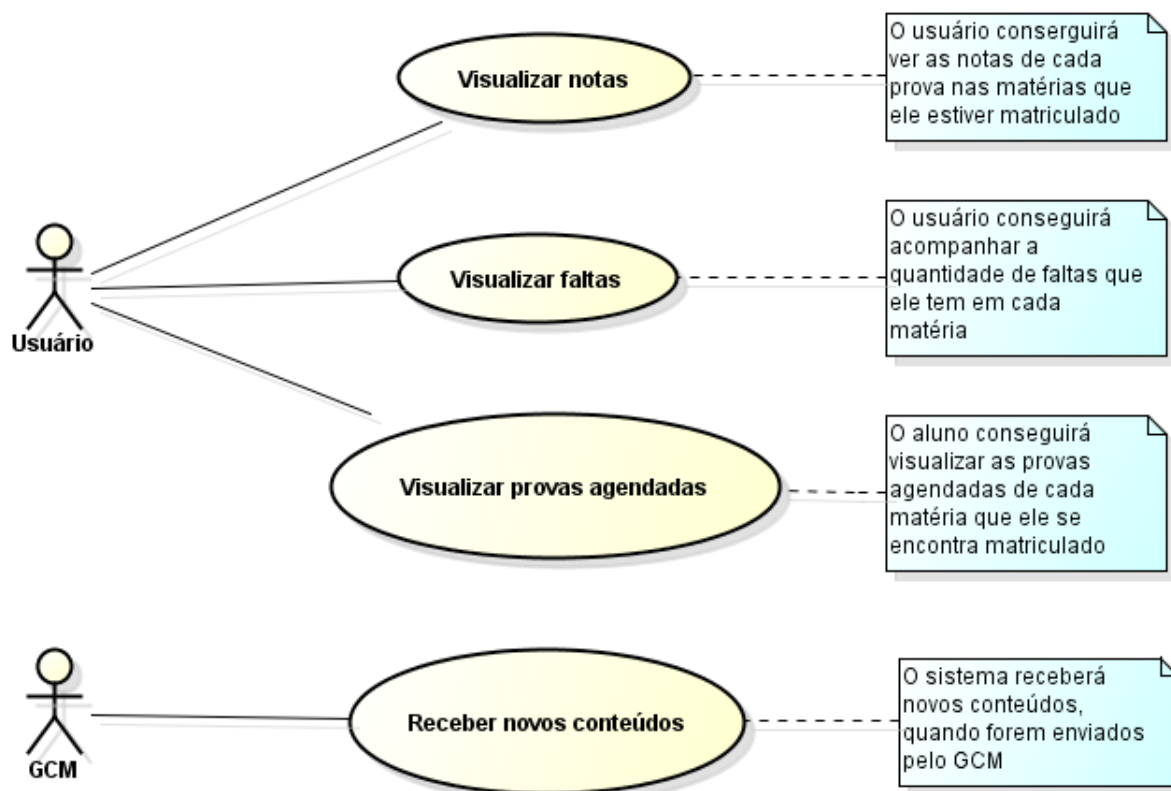 Visualizar notas
O usuário conserguirá
ver as notas de cada
prova nas matérias que
ele estiver matriculado
Usuário
Visualizar faltas
O usuário conseguirá
acompanhar a
quantidade de faltas que
ele tem em cada
matéria
Visualizar provas agendadas
O aluno conseguirá
visualizar as provas
agendadas de cada
matéria que ele se
encontra matriculado
GCM
Receber novos conteúdos
O sistema receberá
novos conteúdos,
quando forem enviados
pelo GCM